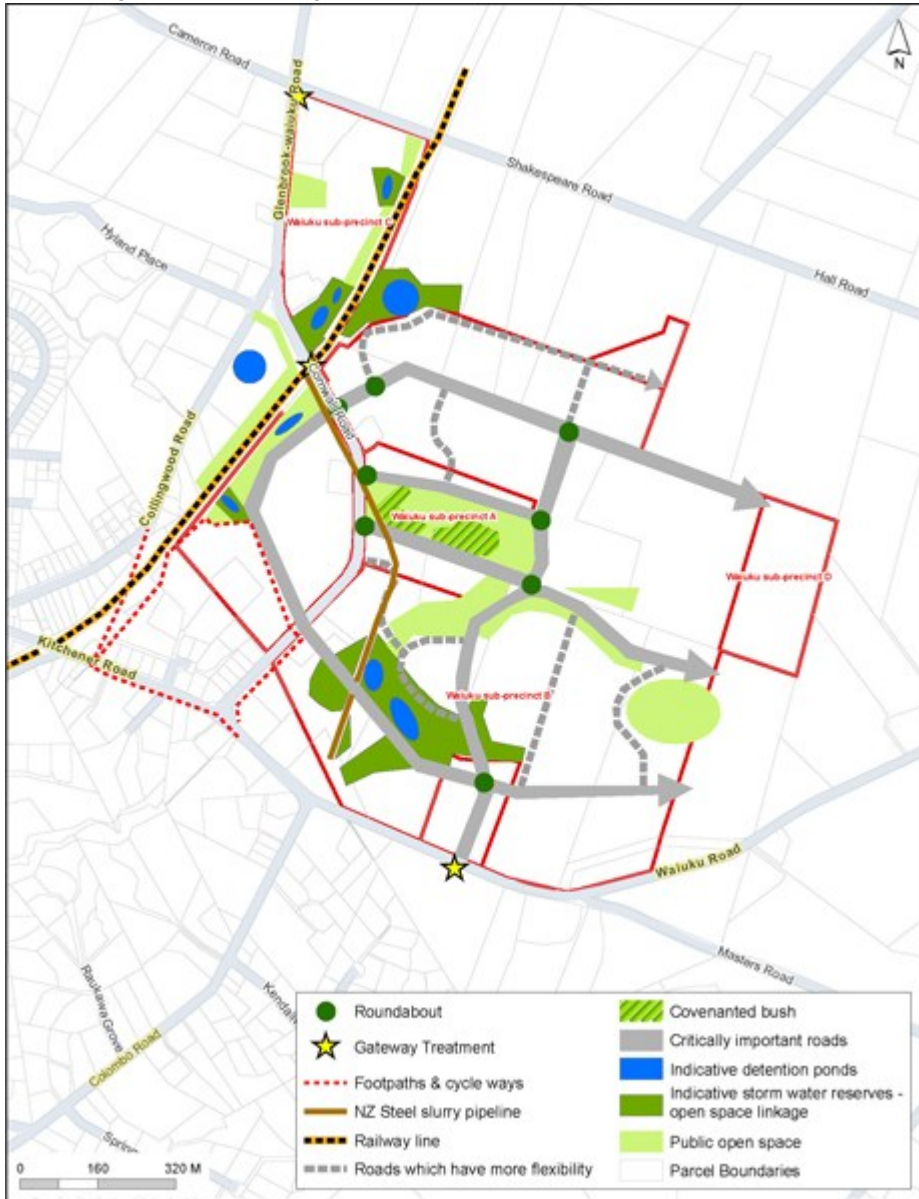 Cameron Road
N
Glenbrook-waiuku Road
Shakespeare Road
Waiuku sub-precinct C
Hyland Place
Hall Road
Cornwall Road
Collingwood Road
Waiuku sub-precinct A
Waiuku sub-precinct D
Kitchener Road
Waiuku sub-precinct B
Waiuku Road
Masters Road
Raukawa Grove
Colombo Road
Roundabout
Gateway Treatment
Footpaths & cycle ways
NZ Steel slurry pipeline
Railway line
Roads which have more flexibility
Covenanted bush
Critically important roads
Indicative detention ponds
Indicative storm water reserves -
open space linkage
Public open space
Parcel Boundaries
0 160 320 M